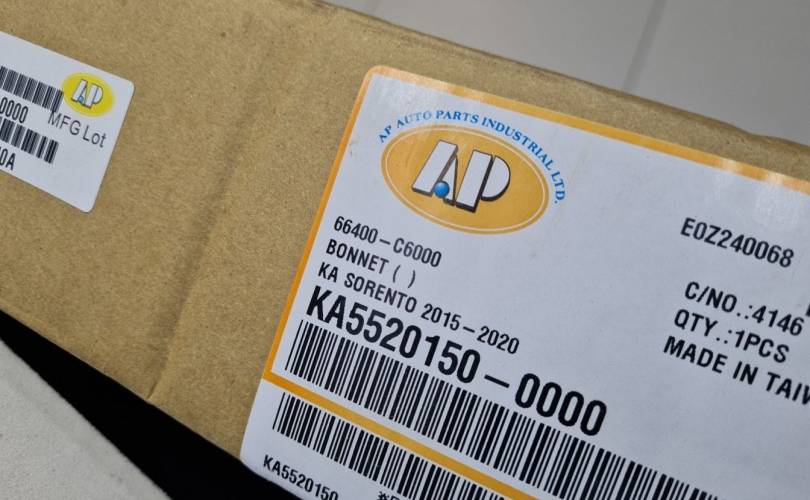 AP
0000
MFG Lot
0A
AP AUTO PARTS INDUSTRIAL LTD.
AP
66400-C6000
BONNET ( )
KA SORENTO 2015-2020
KA5520150-0000
KA5520150
E0Z240068
C/NO.:4146
QTY.:1PCS
MADE IN TAIW